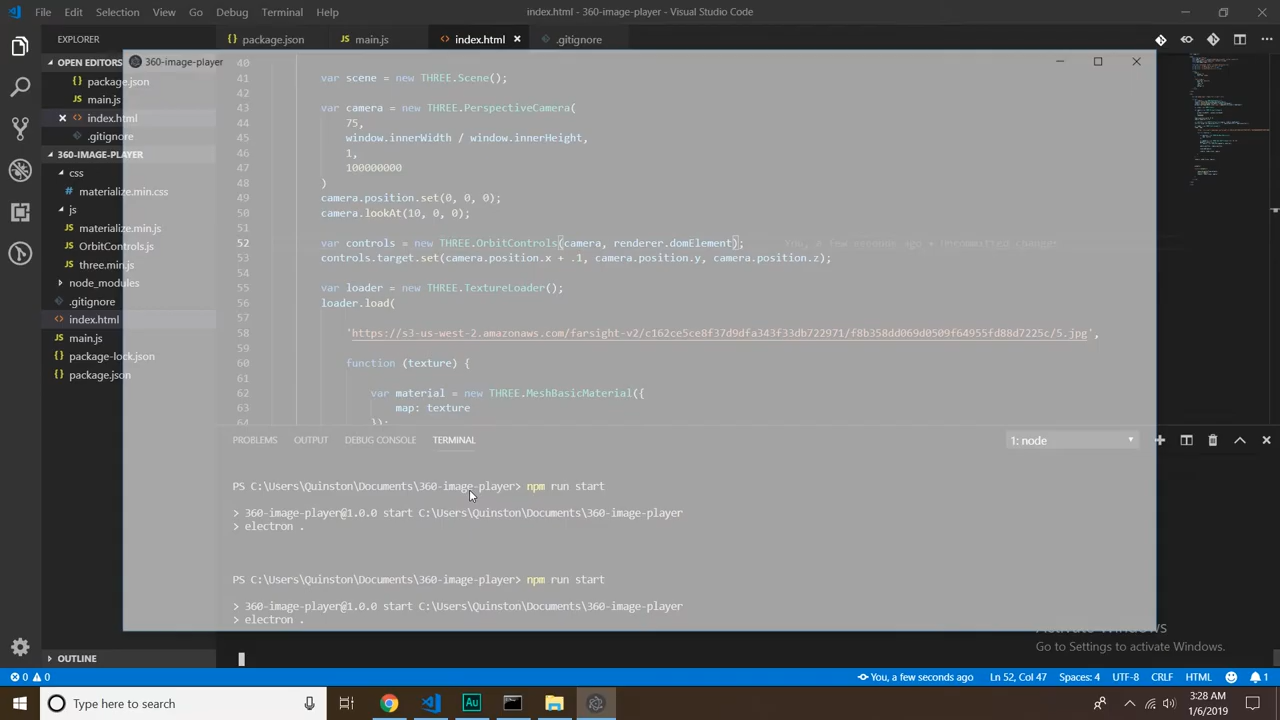 File Edit Selection View Go Debug Terminal Help
index.html - 360-image-player - Visual Studio Code
EXPLORER
package.json
main.js
index.html
.gitignore
OPEN EDITORS
360-image-player
package.json
main.js
index.html
.gitignore
360-IMAGE-PLAYER
css
materialize.min.css
js
materialize.min.js
OrbitControls.js
three.min.js
node_modules
.gitignore
index.html
main.js
package-lock.json
package.json
OUTLINE
40
41 var scene = new THREE.Scene();
42
43 var camera = new THREE.PerspectiveCamera(
44 75,
45 window.innerWidth / window.innerHeight,
46 1,
47 100000000
48 )
49 camera.position.set(0, 0, 0);
50 camera.lookAt(10, 0, 0);
51
52 var controls = new THREE.OrbitControls(camera, renderer.domElement); You, a few seconds ago • Uncommitted changes
53 controls.target.set(camera.position.x + .1, camera.position.y, camera.position.z);
54
55 var loader = new THREE.TextureLoader();
56 loader.load(
57
58 'https://s3-us-west-2.amazonaws.com/farsight-v2/c162ce5ce8f37d9dfa343f33db722971/f8b358dd069d0509f64955fd88d7225c/5.jpg',
59
60 function (texture) {
61
62 var material = new THREE.MeshBasicMaterial({
63 map: texture
64 });
PROBLEMS OUTPUT DEBUG CONSOLE TERMINAL
1: node
PS C:\Users\Quinston\Documents\360-image-player> npm run start
> 360-image-player@1.0.0 start C:\Users\Quinston\Documents\360-image-player
> electron .
PS C:\Users\Quinston\Documents\360-image-player> npm run start
> 360-image-player@1.0.0 start C:\Users\Quinston\Documents\360-image-player
> electron .
Activate Windows
Go to Settings to activate Windows.
0 0
You, a few seconds ago Ln 52, Col 47 Spaces: 4 UTF-8 CRLF HTML 1
Type here to search
Au
3:28 AM
1/6/2019